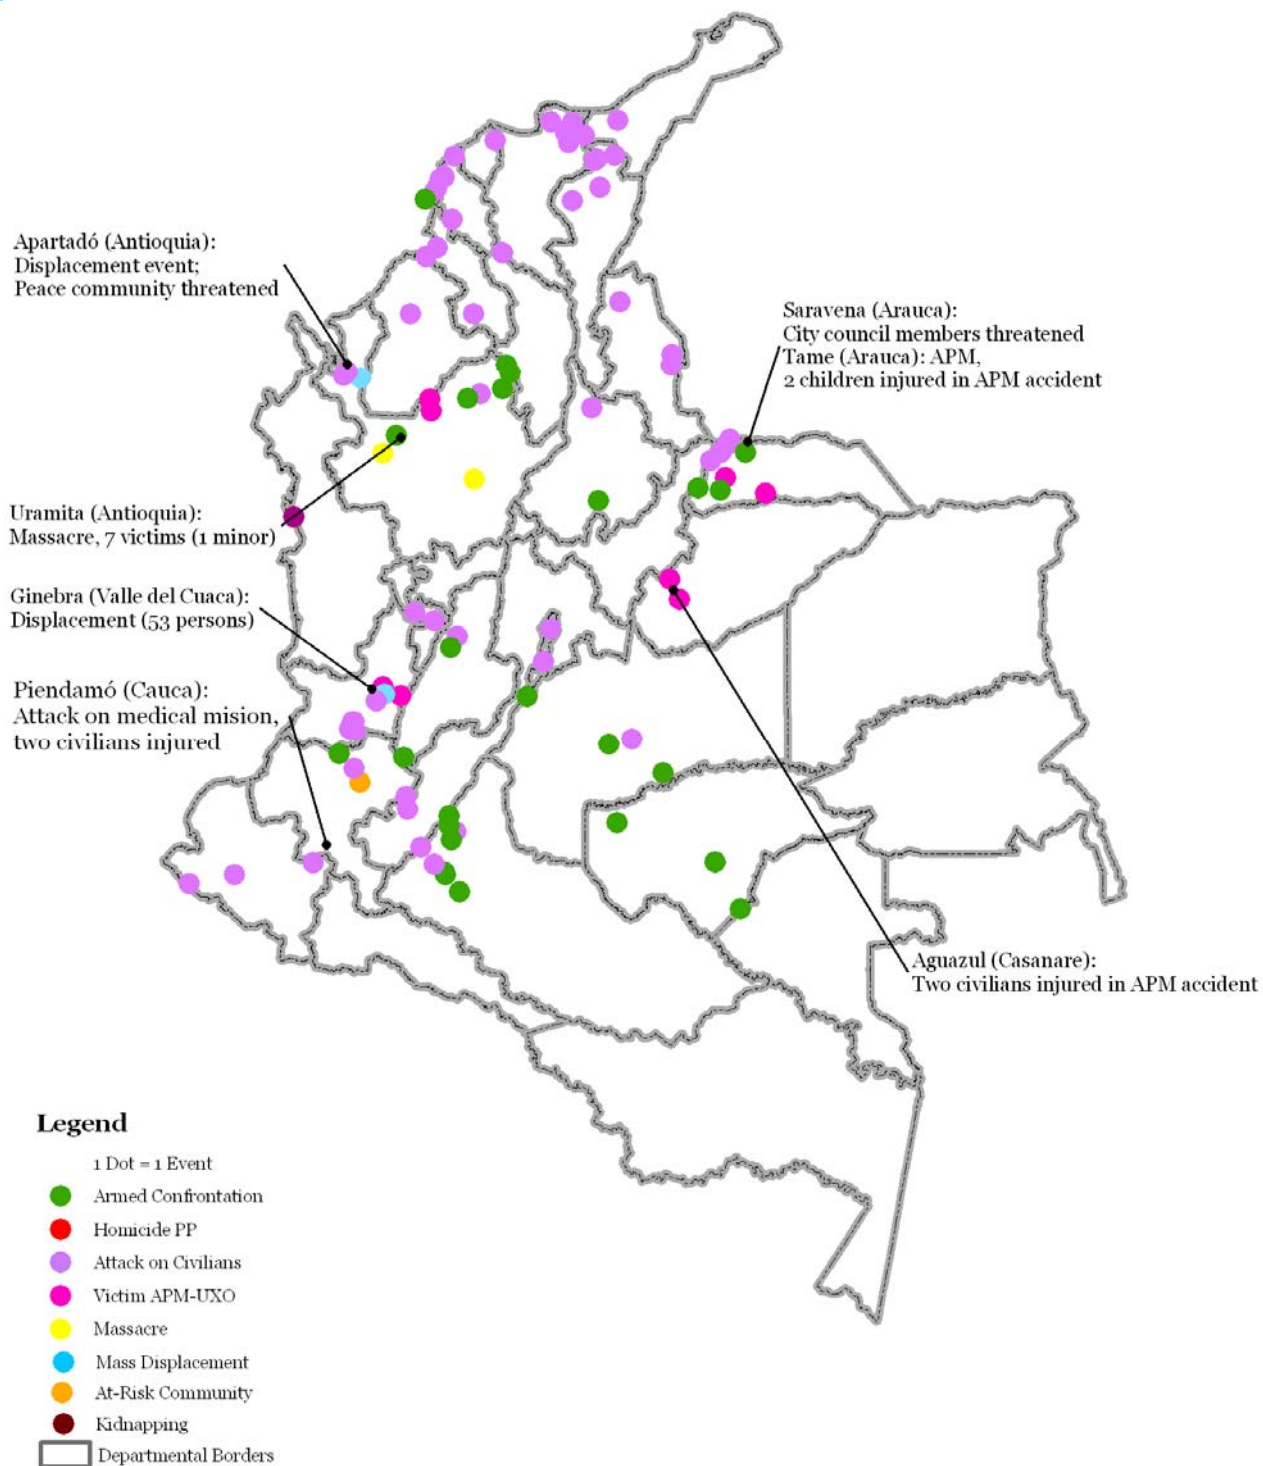 Apartadó (Antioquia):
Displacement event;
Peace community threatened
Saravena (Arauca):
City council members threatened
Tame (Arauca): APM,
2 children injured in APM accident
Uramita (Antioquia):
Massacre, 7 victims (1 minor)
Ginebra (Valle del Cuaca):
Displacement (53 persons)
Piendamó (Cauca):
Attack on medical mision,
two civilians injured
Aguazul (Casanare):
Two civilians injured in APM accident
Legend
1 Dot = 1 Event
Armed Confrontation
Homicide PP
Attack on Civilians
Victim APM-UXO
Massacre
Mass Displacement
At-Risk Community
Kidnapping
Departmental Borders